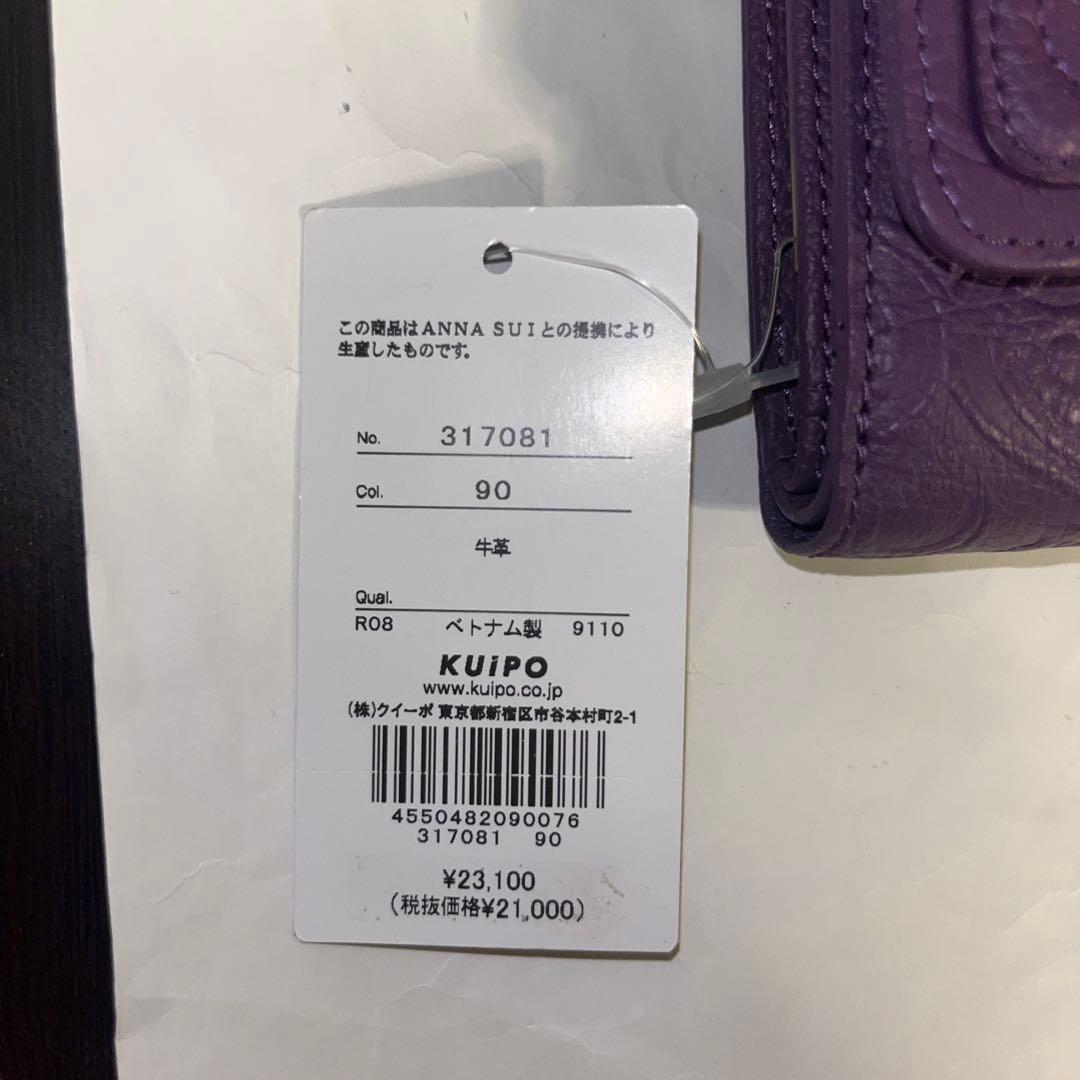 この商品はANNA SUIとの提携により
生産したものです。
No. 317081
Col. 90
牛革
Qual.
R08 ベトナム製 9110
KUiPO
www.kuipo.co.jp
(株)クイーポ 東京都新宿区市谷本村町2-1
4550482090076
317081 90
¥23,100
(税抜価格¥21,000)